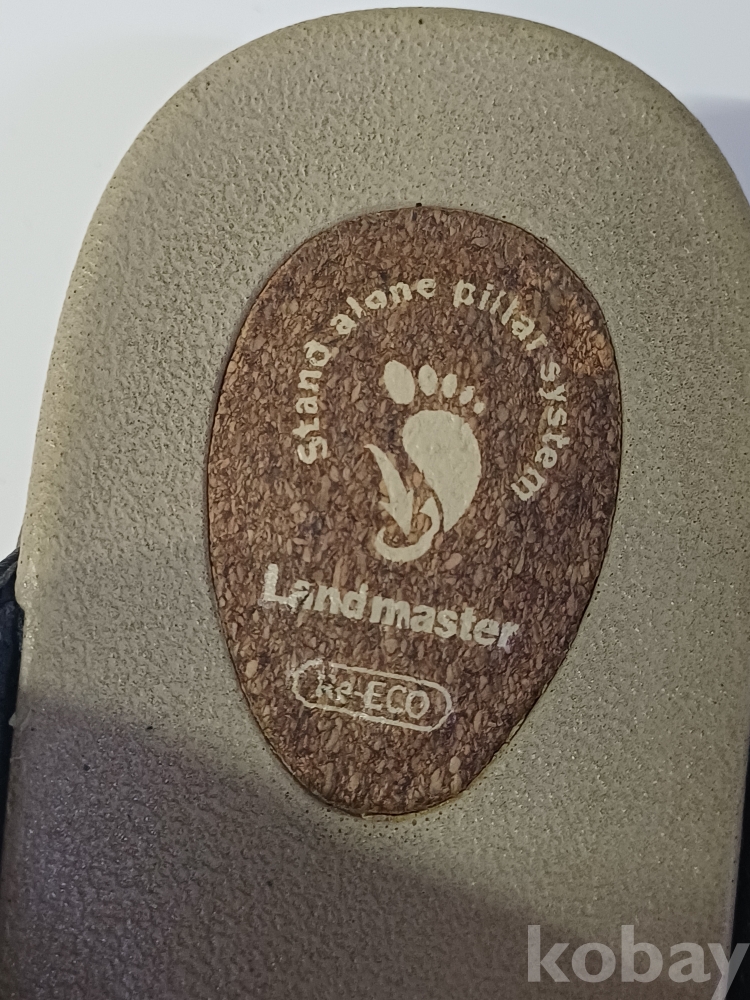 Stand alone pillar system
Landmaster
Re-ECO
kobay